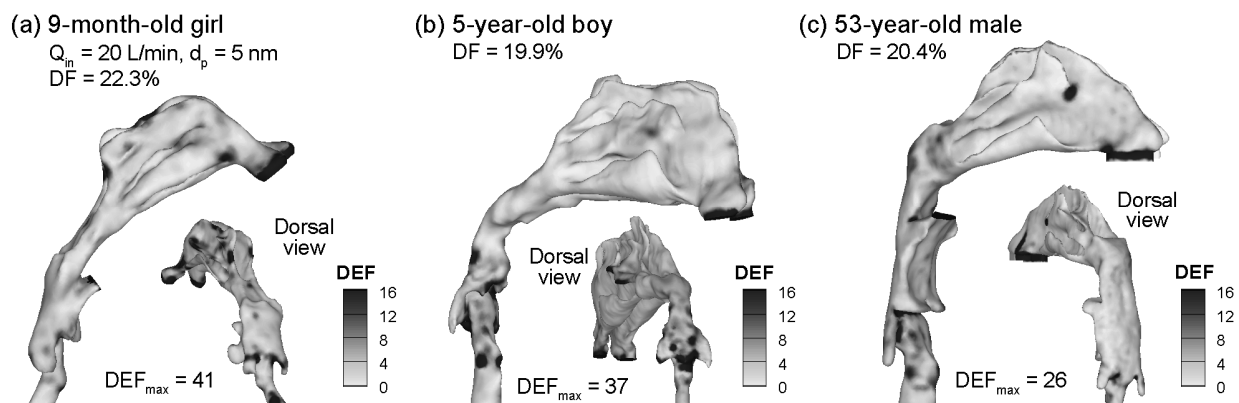 (a) 9-month-old girl
Q_in = 20 L/min, d_p = 5 nm
DF = 22.3%
Dorsal
view
DEF
16
12
8
4
0
DEF_max = 41
(b) 5-year-old boy
DF = 19.9%
Dorsal
view
DEF
16
12
8
4
0
DEF_max = 37
(c) 53-year-old male
DF = 20.4%
Dorsal
view
DEF
16
12
8
4
0
DEF_max = 26